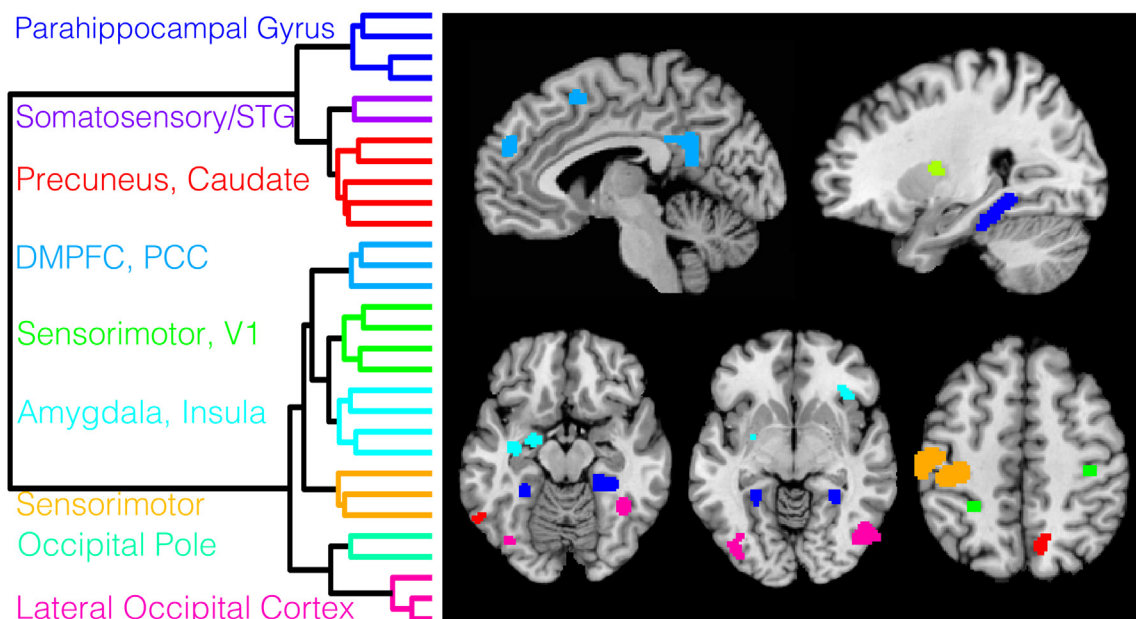 Parahippocampal Gyrus
Somatosensory/STG
Precuneus, Caudate
DMPFC, PCC
Sensorimotor, V1
Amygdala, Insula
Sensorimotor
Occipital Pole
Lateral Occipital Cortex